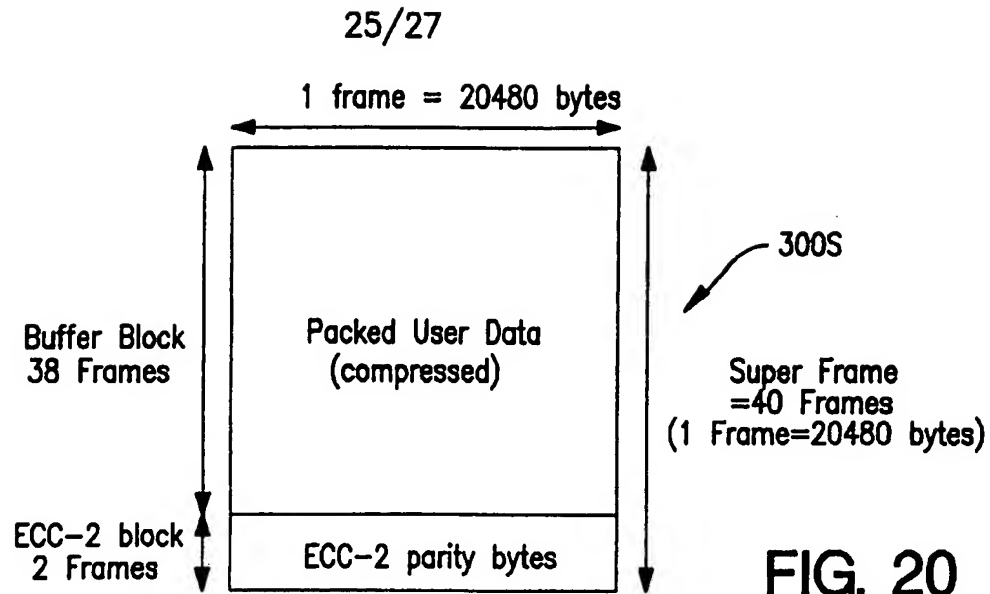 25/27
1 frame = 20480 bytes
300S
Buffer Block
38 Frames
Packed User Data
(compressed)
Super Frame
=40 Frames
(1 Frame=20480 bytes)
ECC-2 block
2 Frames
ECC-2 parity bytes
FIG. 20